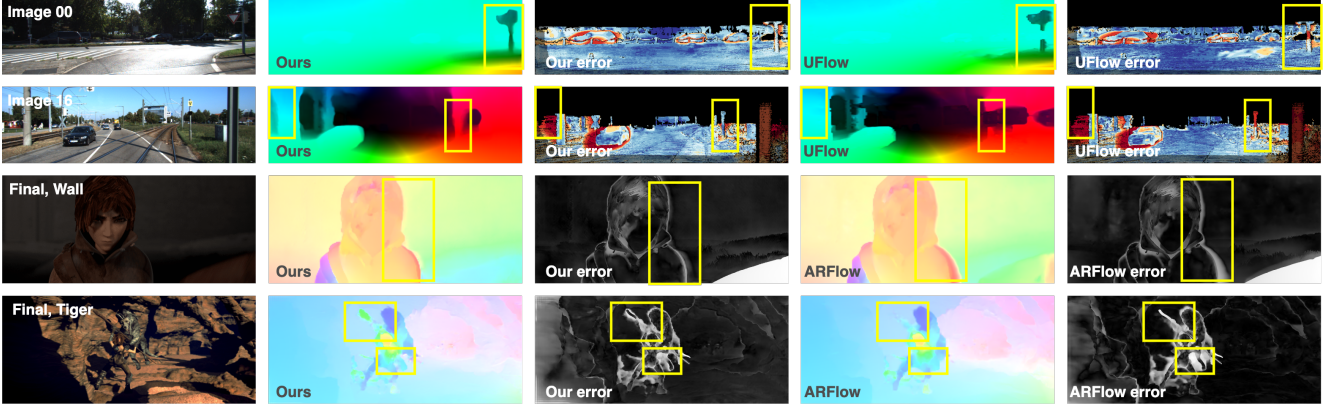 Image 00
Ours
Our error
UFlow
UFlow error
Image 16
Ours
Our error
UFlow
UFlow error
Final, Wall
Ours
Our error
ARFlow
ARFlow error
Final, Tiger
Ours
Our error
ARFlow
ARFlow error